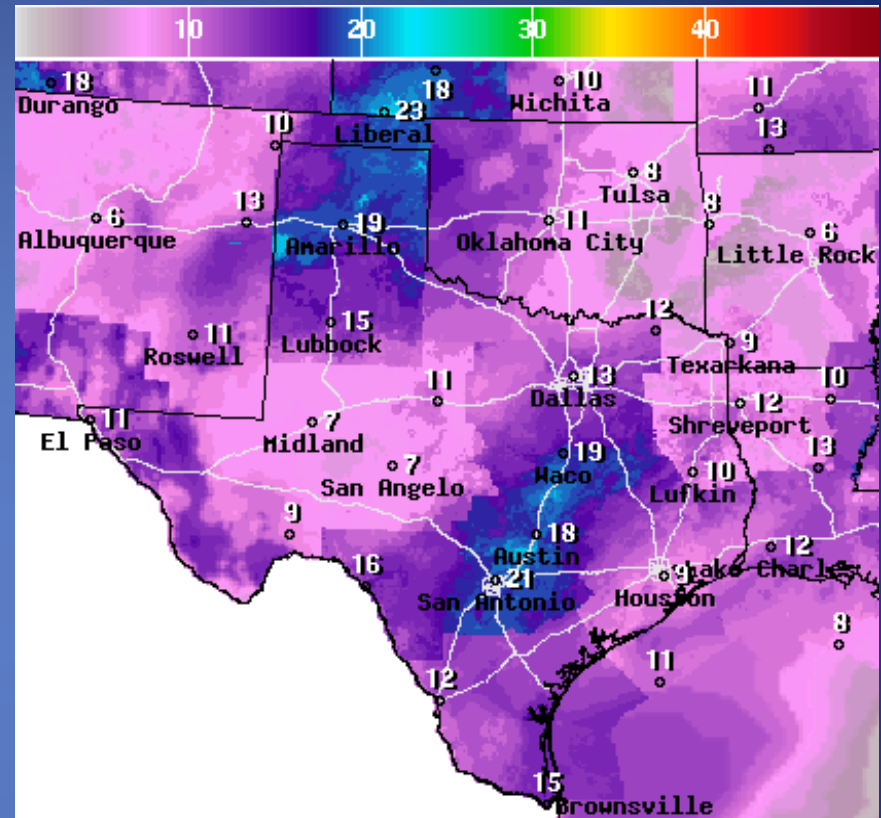 10 20 30 40
18
Durango
18
10
Wichita
11
23
Liberal
10
13
8
Tulsa
6
Albuquerque
13
19
Amarillo
11
Oklahoma City
8
6
Little Rock
11
Roswell
15
Lubbock
12
9
Texarkana
11
El Paso
7
Midland
11
13
Dallas
12
Shreveport
10
7
San Angelo
19
Waco
10
Lufkin
13
9
16
18
Austin
21
San Antonio
9
Houston
12
Lake Charles
8
12
11
15
Brownsville